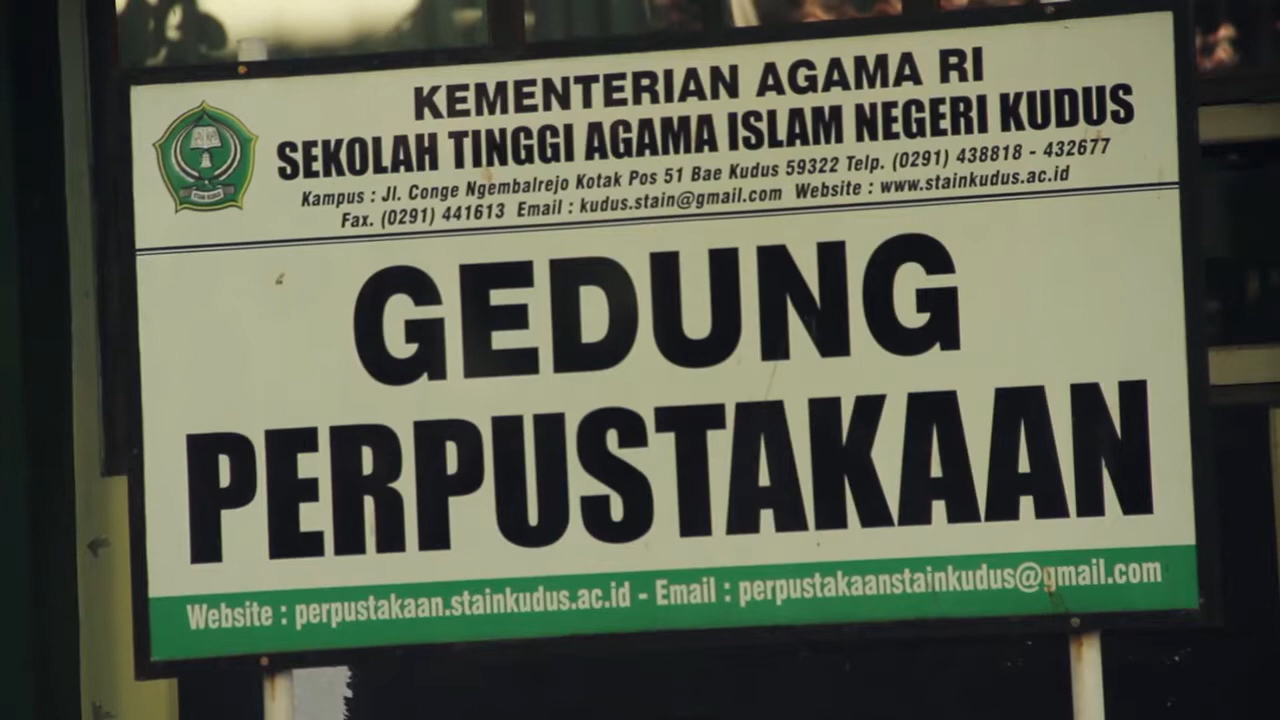 KEMENTERIAN AGAMA RI
SEKOLAH TINGGI AGAMA ISLAM NEGERI KUDUS
Kampus : Jl. Conge Ngembalrejo Kotak Pos 51 Bae Kudus 59322 Telp. (0291) 438818 - 432677
Fax. (0291) 441613 Email : kudus.stain@gmail.com Website : www.stainkudus.ac.id
GEDUNG
PERPUSTAKAAN
Website : perpustakaan.stainkudus.ac.id - Email : perpustakaanstainkudus@gmail.com
STAIN KUDUS